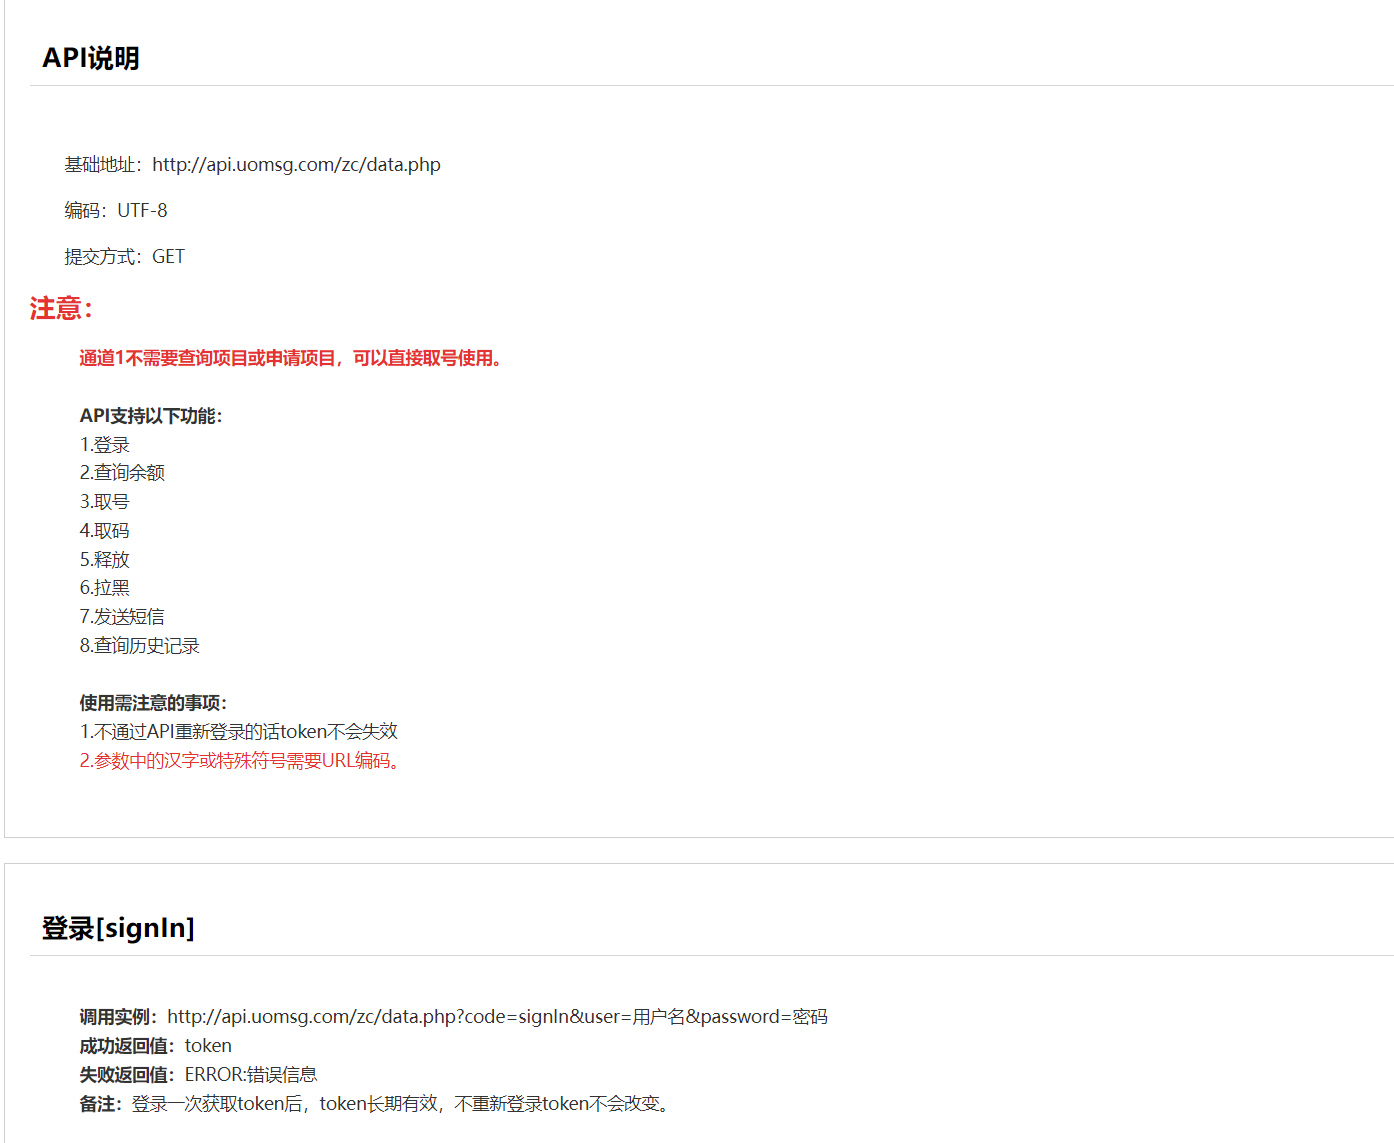 API说明
基础地址：http://api.uomsg.com/zc/data.php
编码：UTF-8
提交方式：GET
注意：
通道1不需要查询项目或申请项目，可以直接取号使用。
API支持以下功能：
1.登录
2.查询余额
3.取号
4.取码
5.释放
6.拉黑
7.发送短信
8.查询历史记录
使用需注意的事项：
1.不通过API重新登录的话token不会失效
2.参数中的汉字或特殊符号需要URL编码。
登录[signIn]
调用实例：http://api.uomsg.com/zc/data.php?code=signIn&user=用户名&password=密码
成功返回值：token
失败返回值：ERROR:错误信息
备注：登录一次获取token后，token长期有效，不重新登录token不会改变。